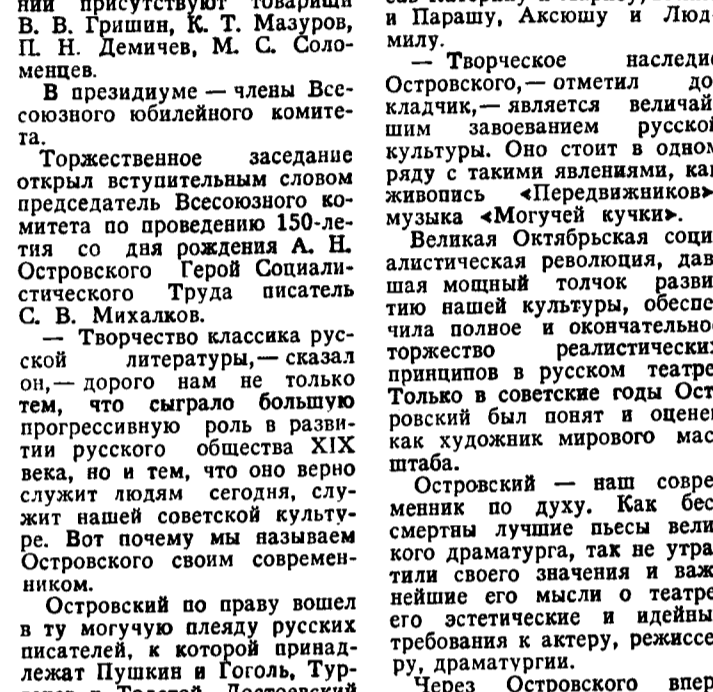 нии присутствуют товарищи
В. В. Гришин, К. Т. Мазуров,
П. Н. Демичев, М. С. Соло-
менцев.
В президиуме — члены Все-
союзного юбилейного комите-
та.
Торжественное заседание
открыл вступительным словом
председатель Всесоюзного ко-
митета по проведению 150-ле-
тия со дня рождения А. Н.
Островского Герой Социали-
стического Труда писатель
С. В. Михалков.
— Творчество классика рус-
ской литературы,— сказал
он,— дорого нам не только
тем, что сыграло большую
прогрессивную роль в разви-
тии русского общества XIX
века, но и тем, что оно верно
служит людям сегодня, слу-
жит нашей советской культу-
ре. Вот почему мы называем
Островского своим современ-
ником.
Островский по праву вошел
в ту могучую плеяду русских
писателей, к которой принад-
лежат Пушкин и Гоголь, Тур-
Толстой, Достоевский
и Парашу, Аксюшу и Люд-
милу.
— Творческое наследие
Островского,— отметил до-
кладчик,— является величай-
шим завоеванием русской
культуры. Оно стоит в одном
ряду с такими явлениями, как
живопись «Передвижников»
музыка «Могучей кучки».
Великая Октябрьская соци
алистическая революция, дав
шая мощный толчок разви
тию нашей культуры, обеспе
чила полное и окончательно
торжество реалистически
принципов в русском театре
Только в советские годы Ост
ровский был понят и оцене
как художник мирового мас
штаба.
Островский — наш совре
менник по духу. Как бес
смертны лучшие пьесы вели
кого драматурга, так не утра
тили своего значения и важ
нейшие его мысли о театре
его эстетические и идейны
требования к актеру, режиссе
ру, драматургии.
Через Островского впер